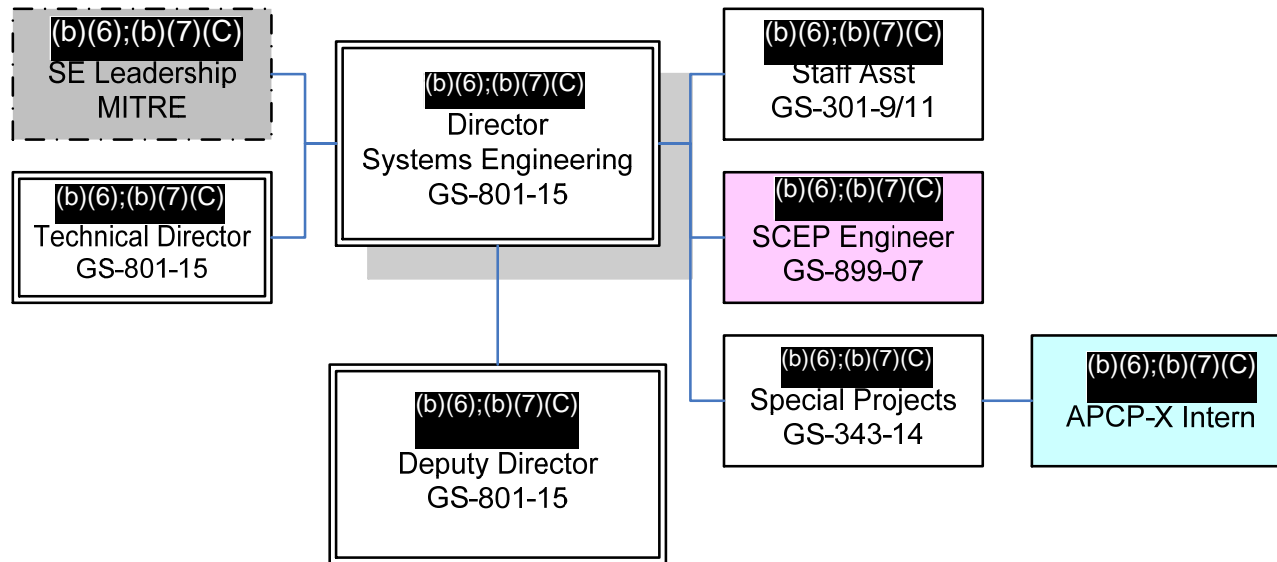 (b)(6);(b)(7)(C)
SE Leadership
MITRE
(b)(6);(b)(7)(C)
Technical Director
GS-801-15
(b)(6);(b)(7)(C)
Director
Systems Engineering
GS-801-15
(b)(6);(b)(7)(C)
Deputy Director
GS-801-15
(b)(6);(b)(7)(C)
Staff Asst
GS-301-9/11
(b)(6);(b)(7)(C)
SCEP Engineer
GS-899-07
(b)(6);(b)(7)(C)
Special Projects
GS-343-14
(b)(6);(b)(7)(C)
APCP-X Intern